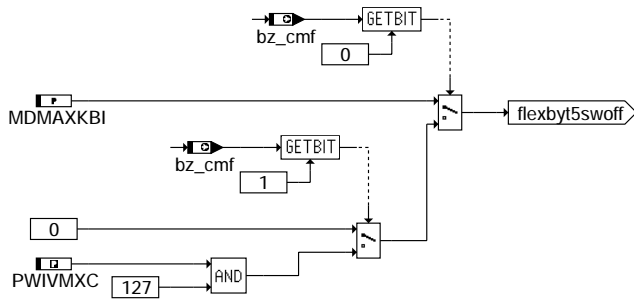 GETBIT
bz_cmf
0
P
MDMAXKBI
flexbyt5swoff
GETBIT
bz_cmf
1
0
P
PWIVMXC
127
AND